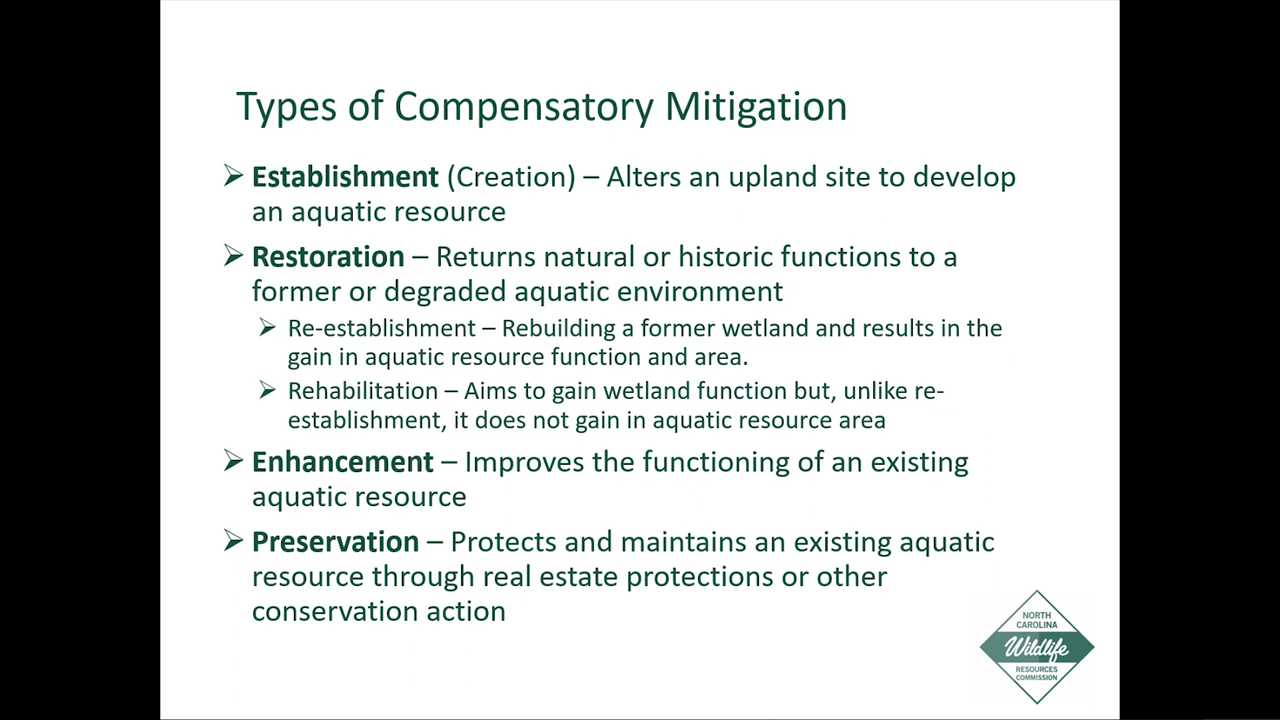 Types of Compensatory Mitigation
➢ Establishment (Creation) – Alters an upland site to develop
an aquatic resource
➢ Restoration – Returns natural or historic functions to a
former or degraded aquatic environment
➢ Re-establishment – Rebuilding a former wetland and results in the
gain in aquatic resource function and area.
➢ Rehabilitation – Aims to gain wetland function but, unlike re-
establishment, it does not gain in aquatic resource area
➢ Enhancement – Improves the functioning of an existing
aquatic resource
➢ Preservation – Protects and maintains an existing aquatic
resource through real estate protections or other
conservation action
NORTH
CAROLINA
Wildlife
RESOURCES
COMMISSION